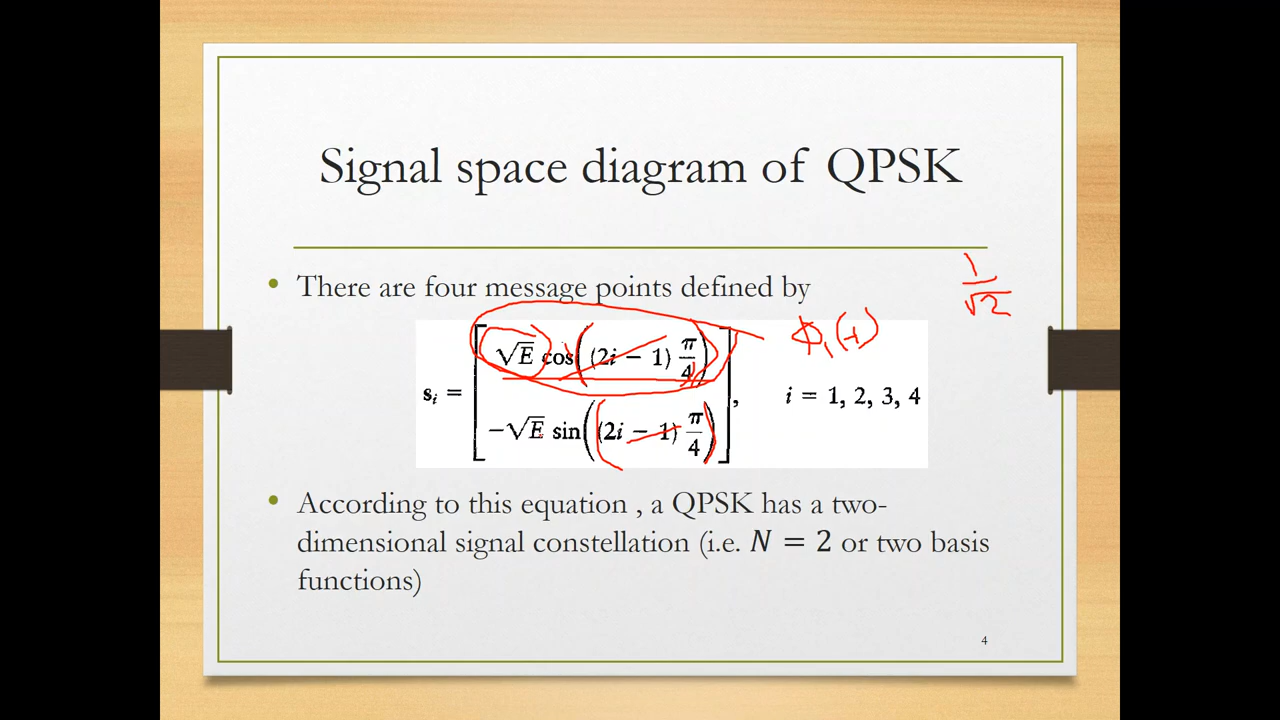 Signal space diagram of QPSK
• There are four message points defined by
1/√2
s_i = [ √E cos((2i − 1) π/4) ; −√E sin((2i − 1) π/4) ], i = 1, 2, 3, 4
ϕ₁(t)
• According to this equation , a QPSK has a two-
dimensional signal constellation (i.e. N = 2 or two basis
functions)
4